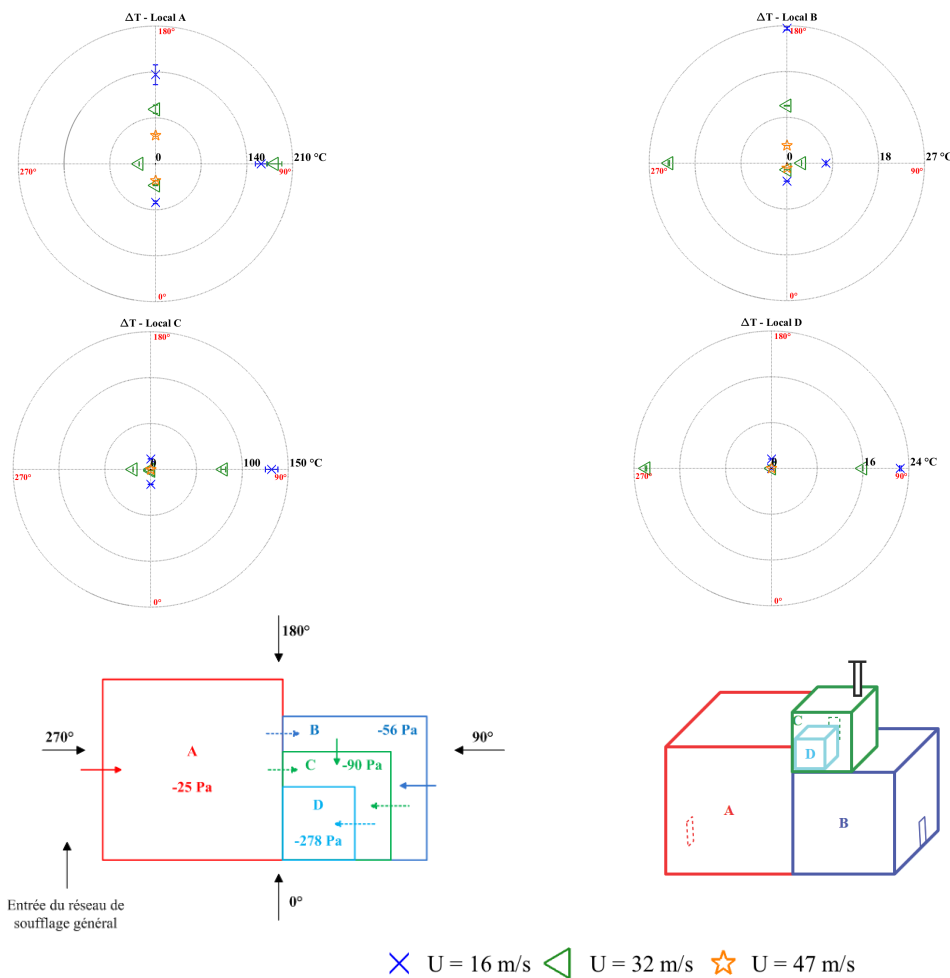 ΔT - Local A
180°
0
140
210 °C
270°
90°
0°
ΔT - Local B
180°
0
18
27 °C
270°
90°
0°
ΔT - Local C
180°
0
100
150 °C
270°
90°
0°
ΔT - Local D
180°
0
16
24 °C
270°
90°
0°
180°
270°
90°
0°
A
-25 Pa
B
-56 Pa
C
-90 Pa
D
-278 Pa
Entrée du réseau de
soufflage général
C
D
A
B
U = 16 m/s
U = 32 m/s
U = 47 m/s